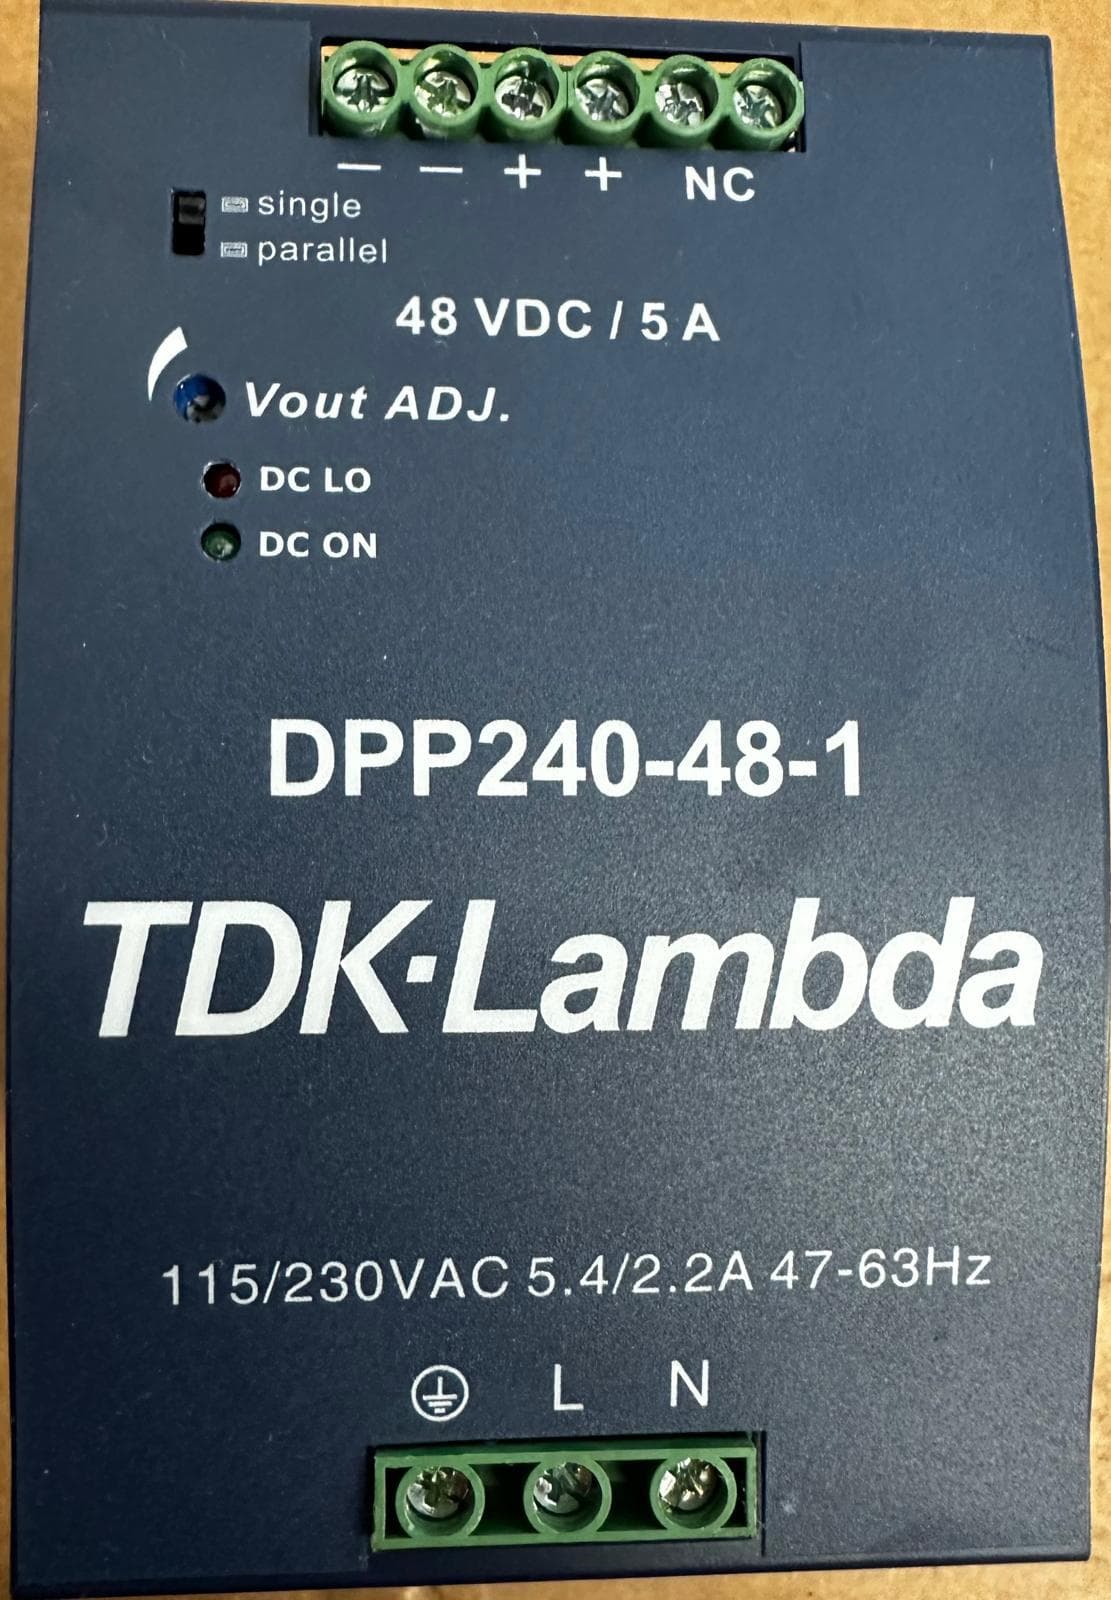 − − + + NC
single
parallel
48 VDC / 5 A
Vout ADJ.
DC LO
DC ON
DPP240-48-1
TDK·Lambda
115/230VAC 5.4/2.2A 47-63Hz
L N